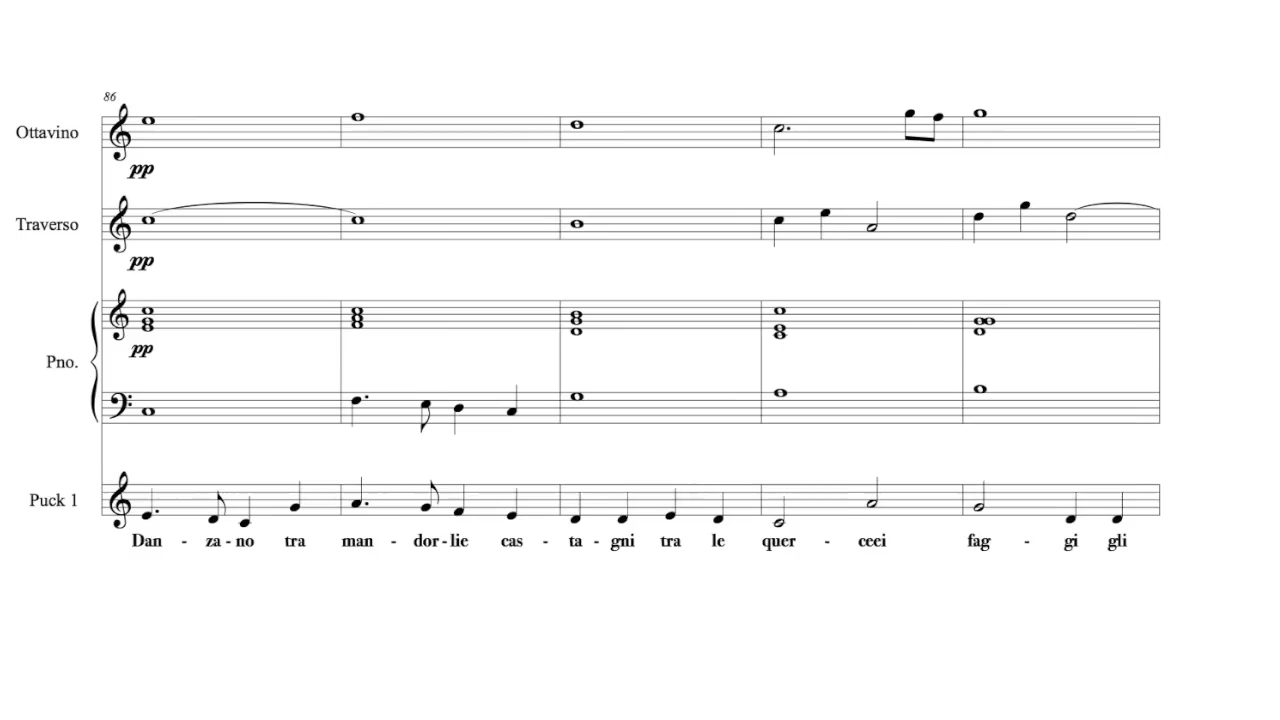 86
Ottavino
pp
Traverso
pp
Pno.
pp
Puck 1
Dan - za - no tra man - dor - lie cas - ta - gni tra le quer - ceei fag - gi gli